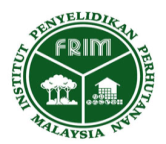 INSTITUT PENYELIDIKAN PERHUTANAN MALAYSIA
FRIM